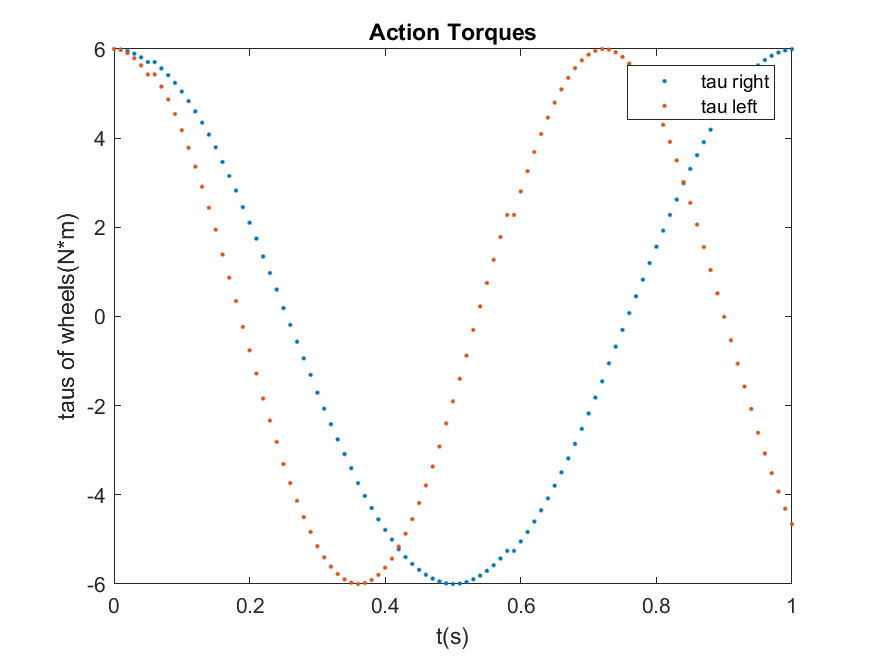 Action Torques
6
4
2
0
-2
-4
-6
taus of wheels(N*m)
tau right
tau left
0
0.2
0.4
0.6
0.8
1
t(s)